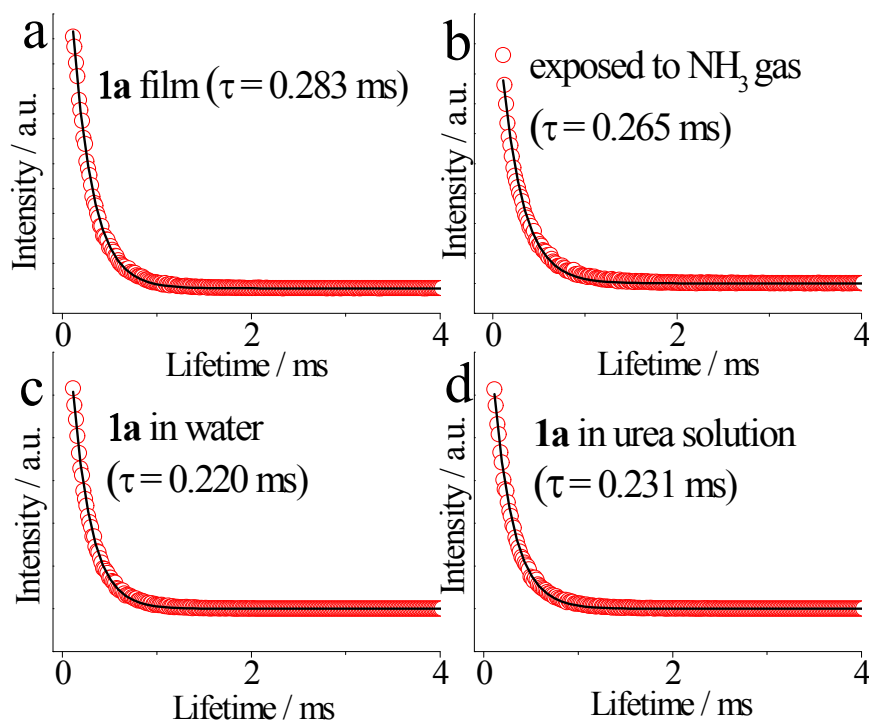 a
1a film (τ = 0.283 ms)
Intensity / a.u.
0
2
4
Lifetime / ms
b
exposed to NH₃ gas
(τ = 0.265 ms)
Intensity / a.u.
0
2
4
Lifetime / ms
c
1a in water
(τ = 0.220 ms)
Intensity / a.u.
0
2
4
Lifetime / ms
d
1a in urea solution
(τ = 0.231 ms)
Intensity / a.u.
0
2
4
Lifetime / ms